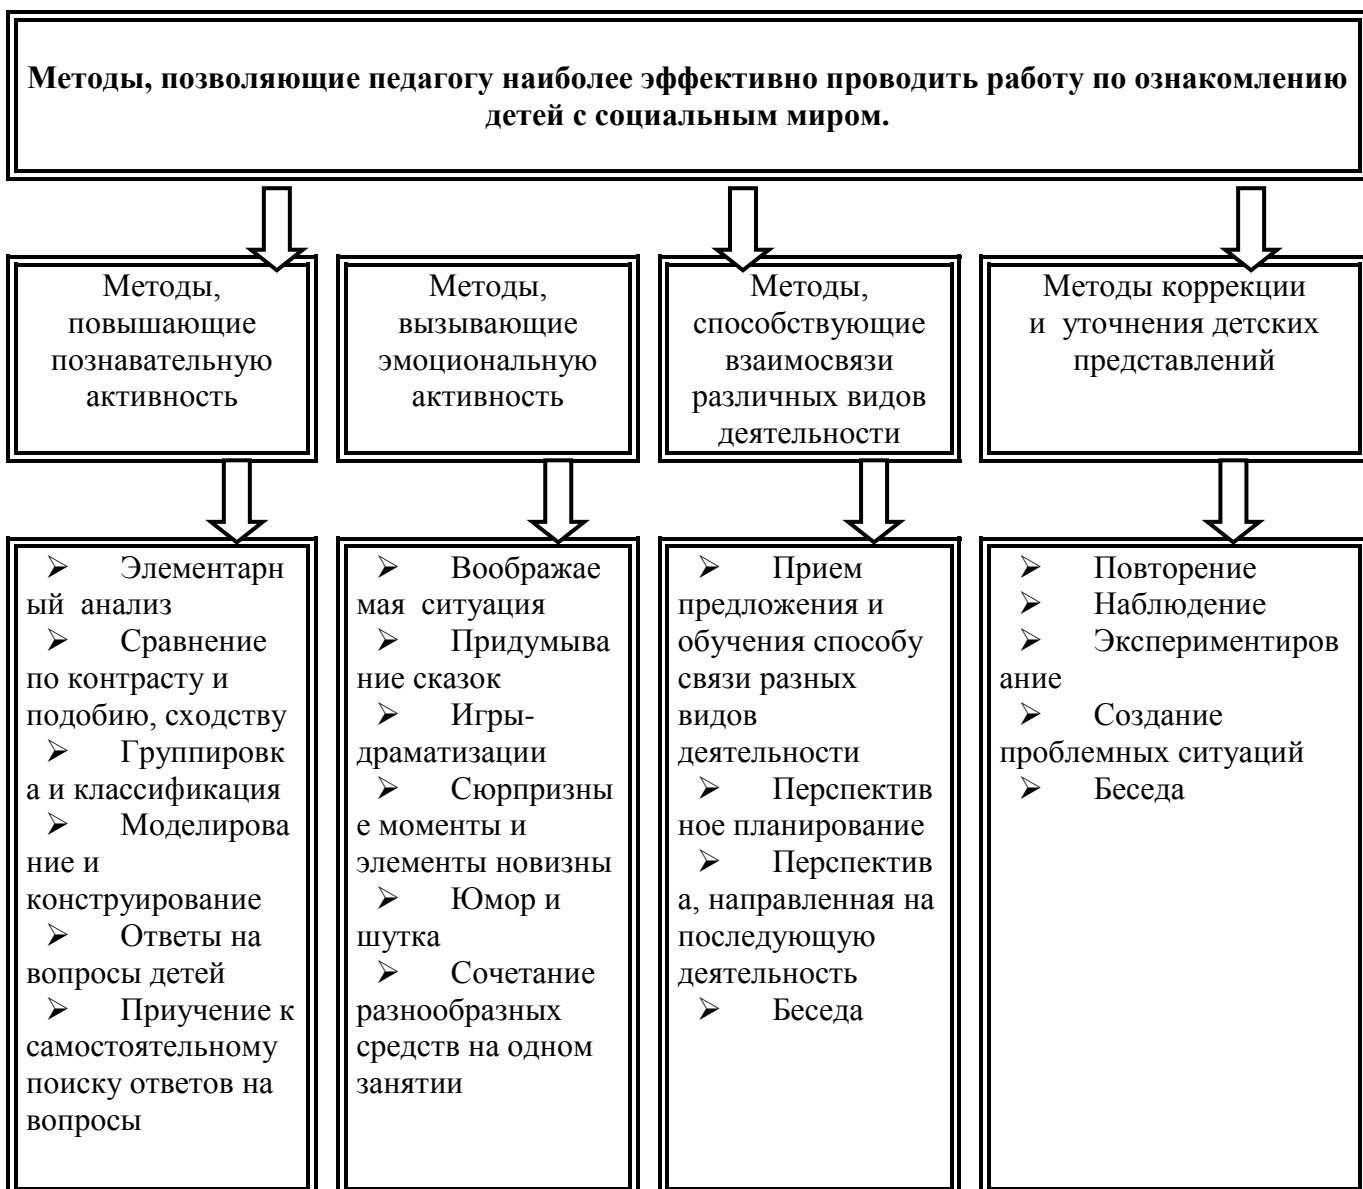 Методы, позволяющие педагогу наиболее эффективно проводить работу по ознакомлению
детей с социальным миром.
Методы,
повышающие
познавательную
активность
Методы,
вызывающие
эмоциональную
активность
Методы,
способствующие
взаимосвязи
различных видов
деятельности
Методы коррекции
и  уточнения детских
представлений
➢ Элементарн
ый  анализ
➢ Сравнение
по контрасту и
подобию, сходству
➢ Группировк
а и классификация
➢ Моделирова
ние и
конструирование
➢ Ответы на
вопросы детей
➢ Приучение к
самостоятельному
поиску ответов на
вопросы
➢ Воображае
мая  ситуация
➢ Придумыва
ние сказок
➢ Игры-
драматизации
➢ Сюрпризны
е моменты и
элементы новизны
➢ Юмор и
шутка
➢ Сочетание
разнообразных
средств на одном
занятии
➢ Прием
предложения и
обучения способу
связи разных
видов
деятельности
➢ Перспектив
ное планирование
➢ Перспектив
а, направленная на
последующую
деятельность
➢ Беседа
➢ Повторение
➢ Наблюдение
➢ Экспериментиров
ание
➢ Создание
проблемных ситуаций
➢ Беседа